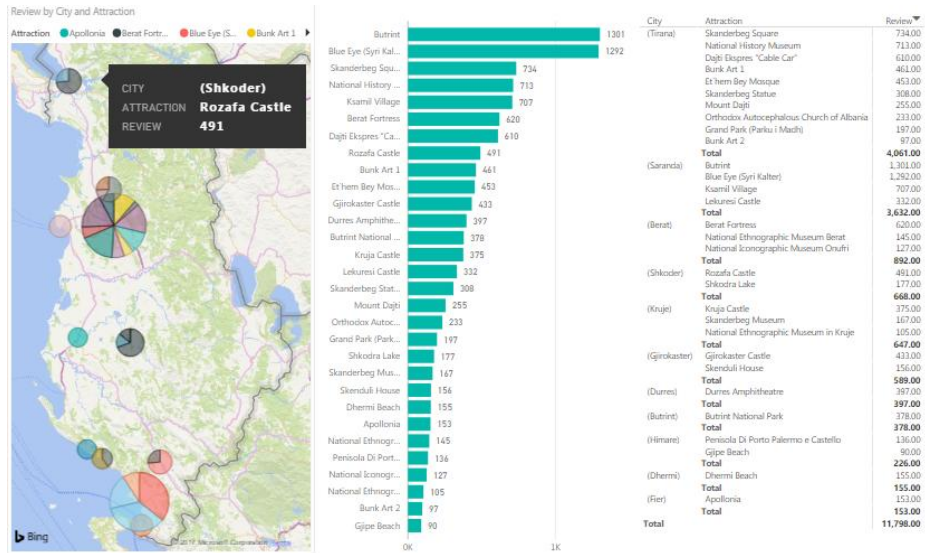 Review by City and Attraction
Attraction Apollonia Berat Fortr... Blue Eye (S... Bunk Art 1
CITY (Shkoder)
ATTRACTION Rozafa Castle
REVIEW 491
Bing
© 2017 Microsoft Corporation
Butrint 1301
Blue Eye (Syri Kal... 1292
Skanderbeg Squ... 734
National History ... 713
Ksamil Village 707
Berat Fortress 620
Dajti Ekspres "Ca... 610
Rozafa Castle 491
Bunk Art 1 461
Et'hem Bey Mos... 453
Gjirokaster Castle 433
Durres Amphithe... 397
Butrint National ... 378
Kruja Castle 375
Lekuresi Castle 332
Skanderbeg Stat... 308
Mount Dajti 255
Orthodox Autoc... 233
Grand Park (Park... 197
Shkodra Lake 177
Skanderbeg Mus... 167
Skenduli House 156
Dhermi Beach 155
Apollonia 153
National Ethnogr... 145
Penisola Di Port... 136
National Iconogr... 127
National Ethnogr... 105
Bunk Art 2 97
Gjipe Beach 90
0K 1K
City Attraction Review
(Tirana) Skanderbeg Square 734.00
National History Museum 713.00
Dajti Ekspres "Cable Car" 610.00
Bunk Art 1 461.00
Et'hem Bey Mosque 453.00
Skanderbeg Statue 308.00
Mount Dajti 255.00
Orthodox Autocephalous Church of Albania 233.00
Grand Park (Parku i Madh) 197.00
Bunk Art 2 97.00
Total 4,061.00
(Saranda) Butrint 1,301.00
Blue Eye (Syri Kalter) 1,292.00
Ksamil Village 707.00
Lekuresi Castle 332.00
Total 3,632.00
(Berat) Berat Fortress 620.00
National Ethnographic Museum Berat 145.00
National Iconographic Museum Onufri 127.00
Total 892.00
(Shkoder) Rozafa Castle 491.00
Shkodra Lake 177.00
Total 668.00
(Kruje) Kruja Castle 375.00
Skanderbeg Museum 167.00
National Ethnographic Museum in Kruje 105.00
Total 647.00
(Gjirokaster) Gjirokaster Castle 433.00
Skenduli House 156.00
Total 589.00
(Durres) Durres Amphitheatre 397.00
Total 397.00
(Butrint) Butrint National Park 378.00
Total 378.00
(Himare) Penisola Di Porto Palermo e Castello 136.00
Gjipe Beach 90.00
Total 226.00
(Dhermi) Dhermi Beach 155.00
Total 155.00
(Fier) Apollonia 153.00
Total 153.00
Total 11,798.00